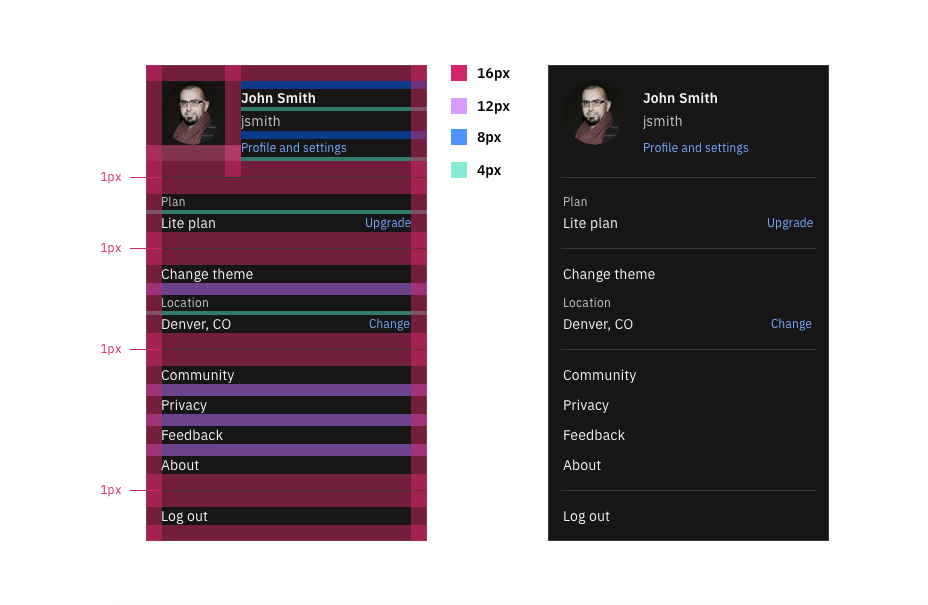 John Smith
jsmith
Profile and settings
1px
Plan
Lite plan Upgrade
1px
Change theme
Location
Denver, CO Change
1px
Community
Privacy
Feedback
About
1px
Log out
16px
12px
8px
4px
John Smith
jsmith
Profile and settings
Plan
Lite plan Upgrade
Change theme
Location
Denver, CO Change
Community
Privacy
Feedback
About
Log out